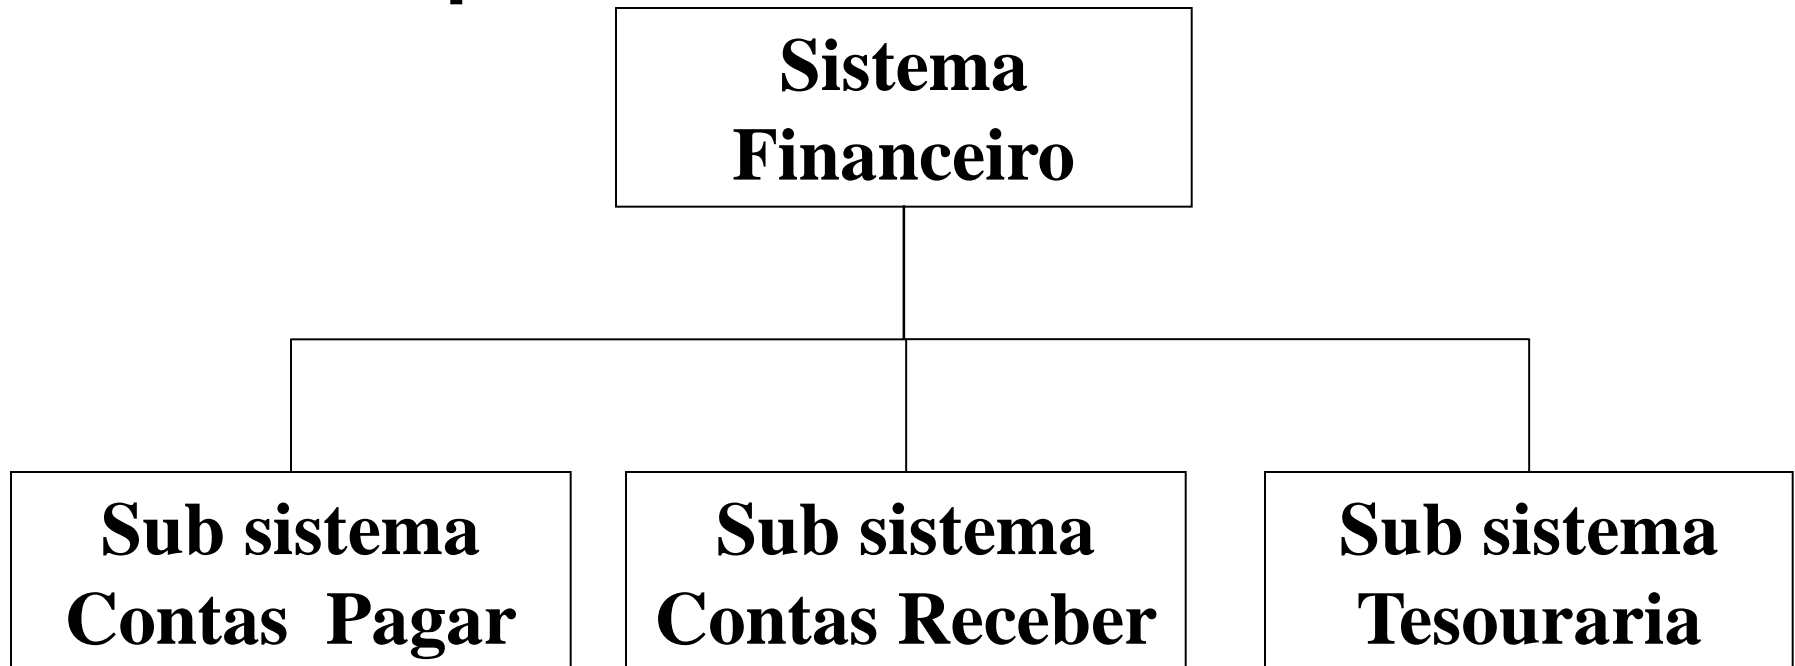 Sistema
Financeiro
Sub sistema
Contas  Pagar
Sub sistema
Contas Receber
Sub sistema
Tesouraria